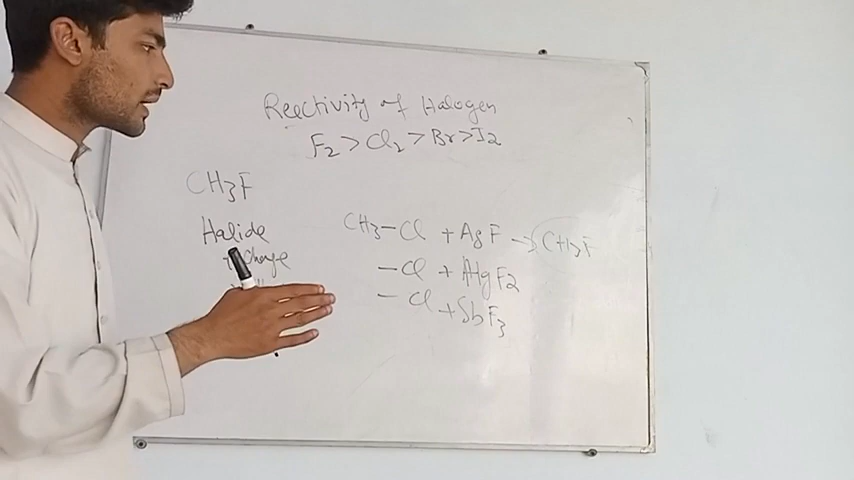 Reactivity of Halogen
F2 > Cl2 > Br > I2
CH3F
Halide
CH3-Cl + AgF → CH3F
-Cl + HgF2
- Cl + SbF3